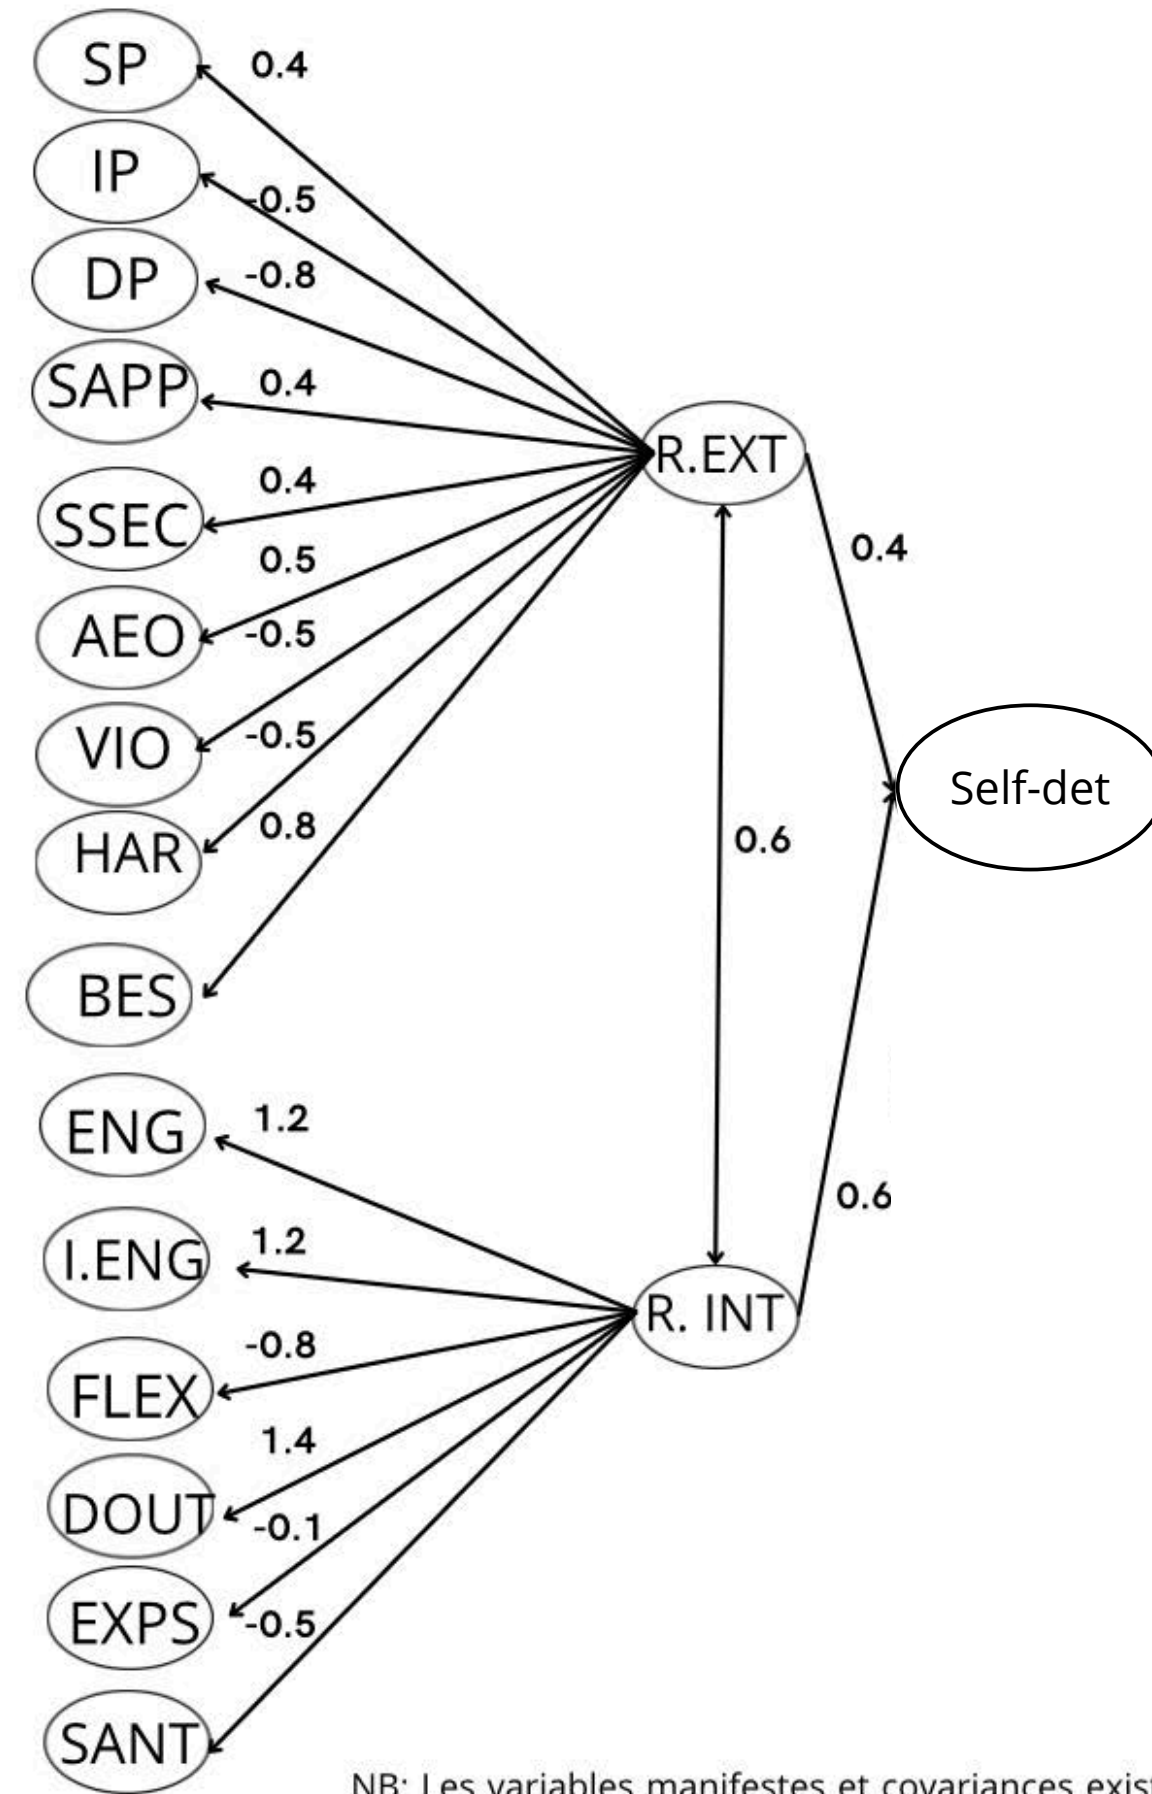 SP
0.4
IP
-0.5
DP
-0.8
SAPP
0.4
SSEC
0.4
0.5
AEO
-0.5
VIO
-0.5
HAR
0.8
BES
R.EXT
0.4
0.6
Self-det
ENG
1.2
I.ENG
1.2
FLEX
-0.8
DOUT
1.4
-0.1
EXPS
-0.5
SANT
R. INT
0.6
NB: Les variables manifestes et covariances